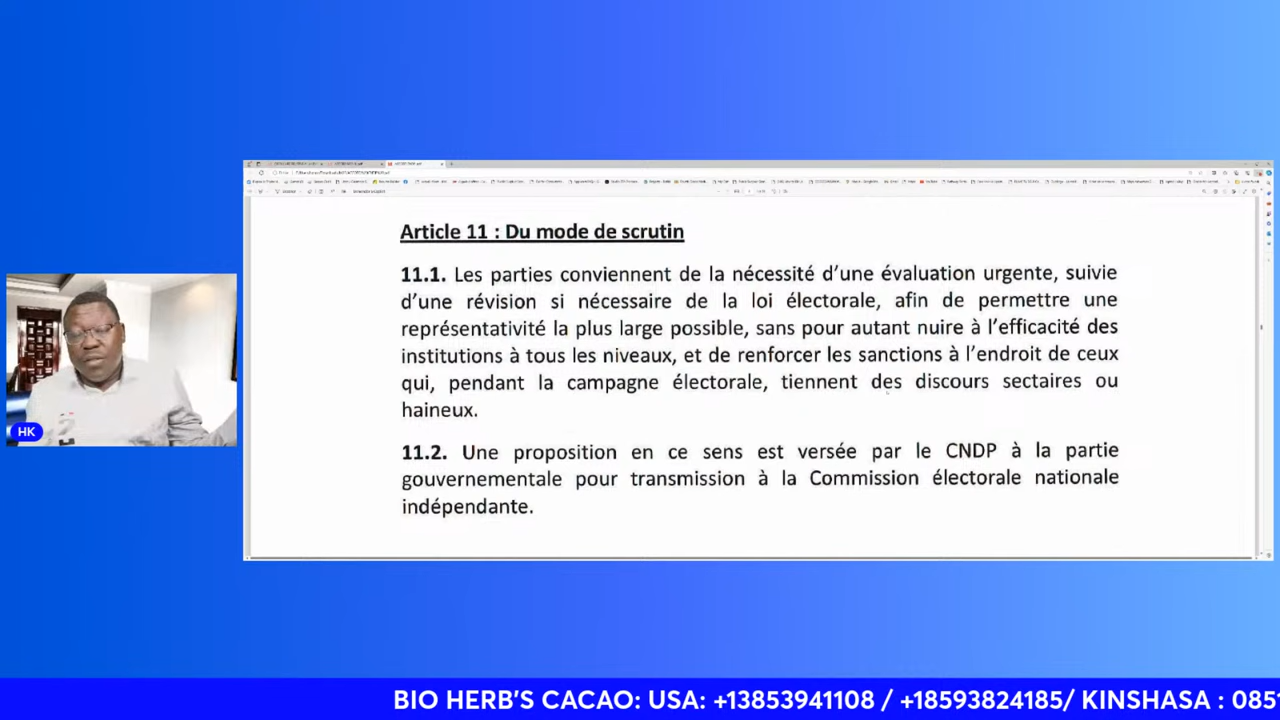 Article 11 : Du mode de scrutin
11.1. Les parties conviennent de la nécessité d’une évaluation urgente, suivie
d’une révision si nécessaire de la loi électorale, afin de permettre une
représentativité la plus large possible, sans pour autant nuire à l’efficacité des
institutions à tous les niveaux, et de renforcer les sanctions à l’endroit de ceux
qui, pendant la campagne électorale, tiennent des discours sectaires ou
haineux.
11.2. Une proposition en ce sens est versée par le CNDP à la partie
gouvernementale pour transmission à la Commission électorale nationale
indépendante.
HK
BIO HERB'S CACAO: USA: +13853941108 / +18593824185/ KINSHASA : 085